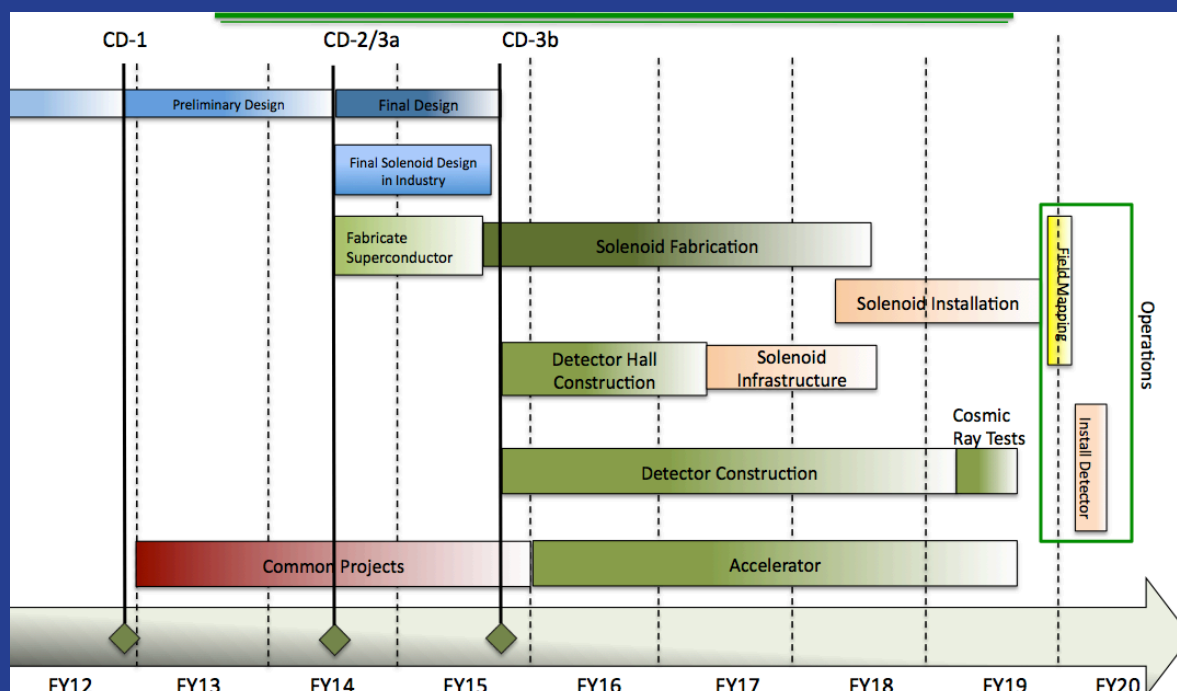 CD-1
CD-2/3a
CD-3b
Preliminary Design
Final Design
Final Solenoid Design
in Industry
Fabricate
Superconductor
Solenoid Fabrication
Solenoid Installation
Field Mapping
Operations
Detector Hall
Construction
Solenoid
Infrastructure
Cosmic
Ray Tests
Detector Construction
Install Detector
Common Projects
Accelerator
FY12
FY13
FY14
FY15
FY16
FY17
FY18
FY19
FY20